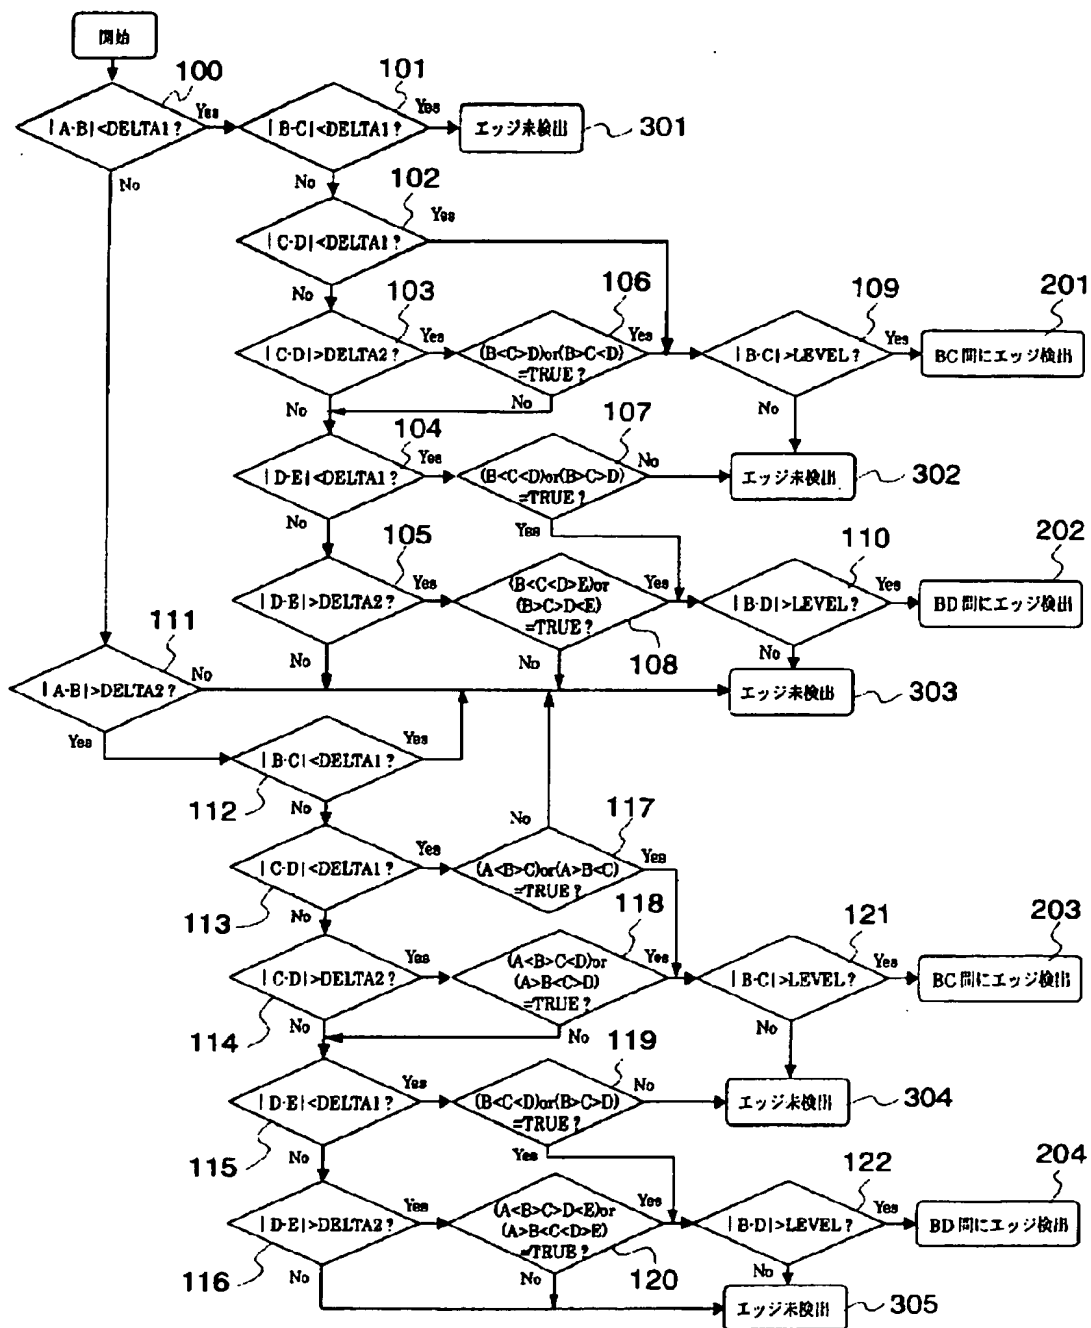 開始
100
101
|A-B|<DELTA1?
Yes
|B-C|<DELTA1?
Yes
エッジ未検出
301
No
No
102
|C-D|<DELTA1?
Yes
No
103
106
109
201
|C-D|>DELTA2?
Yes
(B<C>D)or(B>C<D)
=TRUE?
Yes
|B-C|>LEVEL?
Yes
BC間にエッジ検出
No
No
No
104
107
|D-E|<DELTA1?
Yes
(B<C<D)or(B>C>D)
=TRUE?
No
エッジ未検出
302
No
Yes
105
110
202
|D-E|>DELTA2?
Yes
(B<C<D>E)or
(B>C>D<E)
=TRUE?
Yes
|B-D|>LEVEL?
Yes
BD間にエッジ検出
No
No
108
No
111
|A-B|>DELTA2?
No
エッジ未検出
303
Yes
|B-C|<DELTA1?
Yes
112
No
No
117
|C-D|<DELTA1?
Yes
(A<B>C)or(A>B<C)
=TRUE?
Yes
113
No
118
121
203
|C-D|>DELTA2?
Yes
(A<B>C<D)or
(A>B<C>D)
=TRUE?
Yes
|B-C|>LEVEL?
Yes
BC間にエッジ検出
114
No
No
No
119
|D-E|<DELTA1?
Yes
(B<C<D)or(B>C>D)
=TRUE?
No
エッジ未検出
304
115
No
Yes
122
204
|D-E|>DELTA2?
Yes
(A<B>C>D<E)or
(A>B<C<D>E)
=TRUE?
Yes
|B-D|>LEVEL?
Yes
BD間にエッジ検出
116
No
No
120
No
エッジ未検出
305